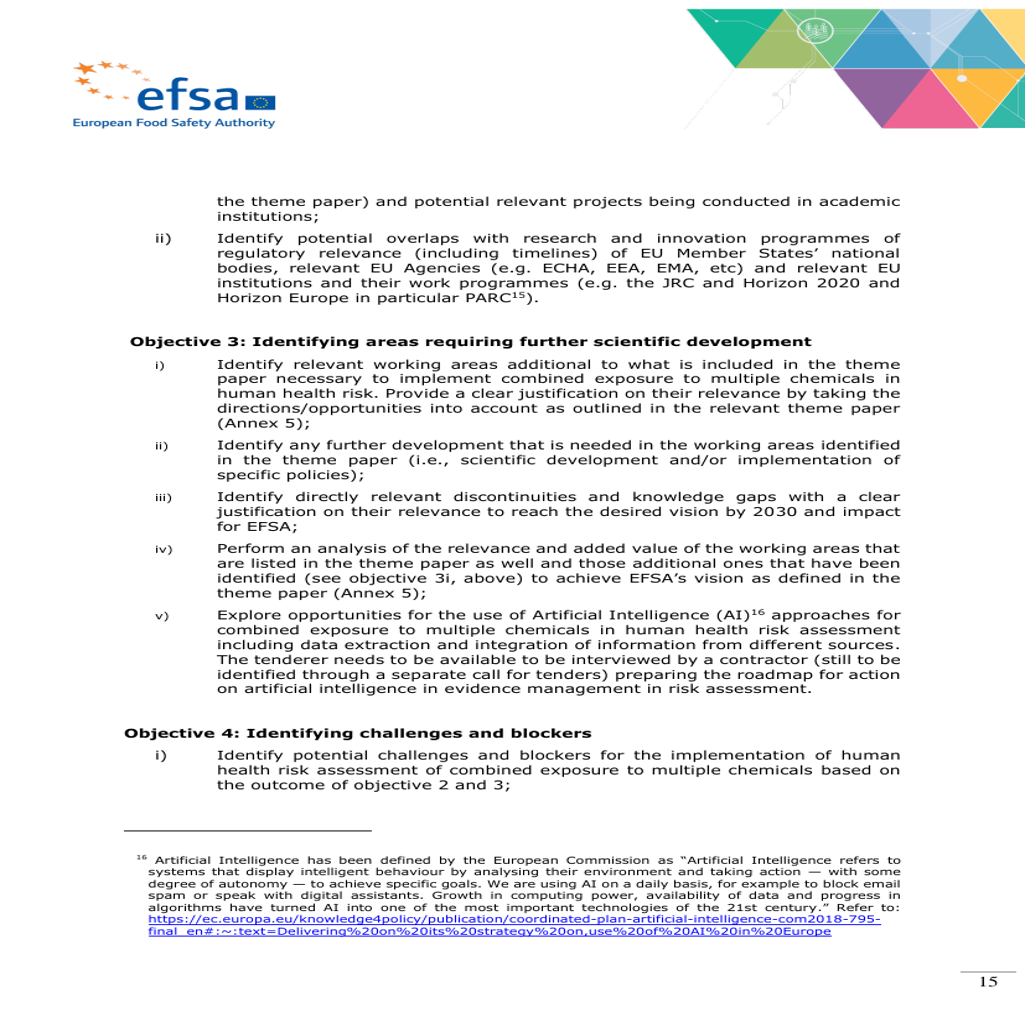 efsa
European Food Safety Authority
the theme paper) and potential relevant projects being conducted in academic
institutions;
ii) Identify potential overlaps with research and innovation programmes of
regulatory relevance (including timelines) of EU Member States’ national
bodies, relevant EU Agencies (e.g. ECHA, EEA, EMA, etc) and relevant EU
institutions and their work programmes (e.g. the JRC and Horizon 2020 and
Horizon Europe in particular PARC15).
Objective 3: Identifying areas requiring further scientific development
i) Identify relevant working areas additional to what is included in the theme
paper necessary to implement combined exposure to multiple chemicals in
human health risk. Provide a clear justification on their relevance by taking the
directions/opportunities into account as outlined in the relevant theme paper
(Annex 5);
ii) Identify any further development that is needed in the working areas identified
in the theme paper (i.e., scientific development and/or implementation of
specific policies);
iii) Identify directly relevant discontinuities and knowledge gaps with a clear
justification on their relevance to reach the desired vision by 2030 and impact
for EFSA;
iv) Perform an analysis of the relevance and added value of the working areas that
are listed in the theme paper as well and those additional ones that have been
identified (see objective 3i, above) to achieve EFSA’s vision as defined in the
theme paper (Annex 5);
v) Explore opportunities for the use of Artificial Intelligence (AI)16 approaches for
combined exposure to multiple chemicals in human health risk assessment
including data extraction and integration of information from different sources.
The tenderer needs to be available to be interviewed by a contractor (still to be
identified through a separate call for tenders) preparing the roadmap for action
on artificial intelligence in evidence management in risk assessment.
Objective 4: Identifying challenges and blockers
i) Identify potential challenges and blockers for the implementation of human
health risk assessment of combined exposure to multiple chemicals based on
the outcome of objective 2 and 3;
16 Artificial Intelligence has been defined by the European Commission as “Artificial Intelligence refers to
systems that display intelligent behaviour by analysing their environment and taking action — with some
degree of autonomy — to achieve specific goals. We are using AI on a daily basis, for example to block email
spam or speak with digital assistants. Growth in computing power, availability of data and progress in
algorithms have turned AI into one of the most important technologies of the 21st century.” Refer to:
https://ec.europa.eu/knowledge4policy/publication/coordinated-plan-artificial-intelligence-com2018-795-
final_en#:~:text=Delivering%20on%20its%20strategy%20on,use%20of%20AI%20in%20Europe
15